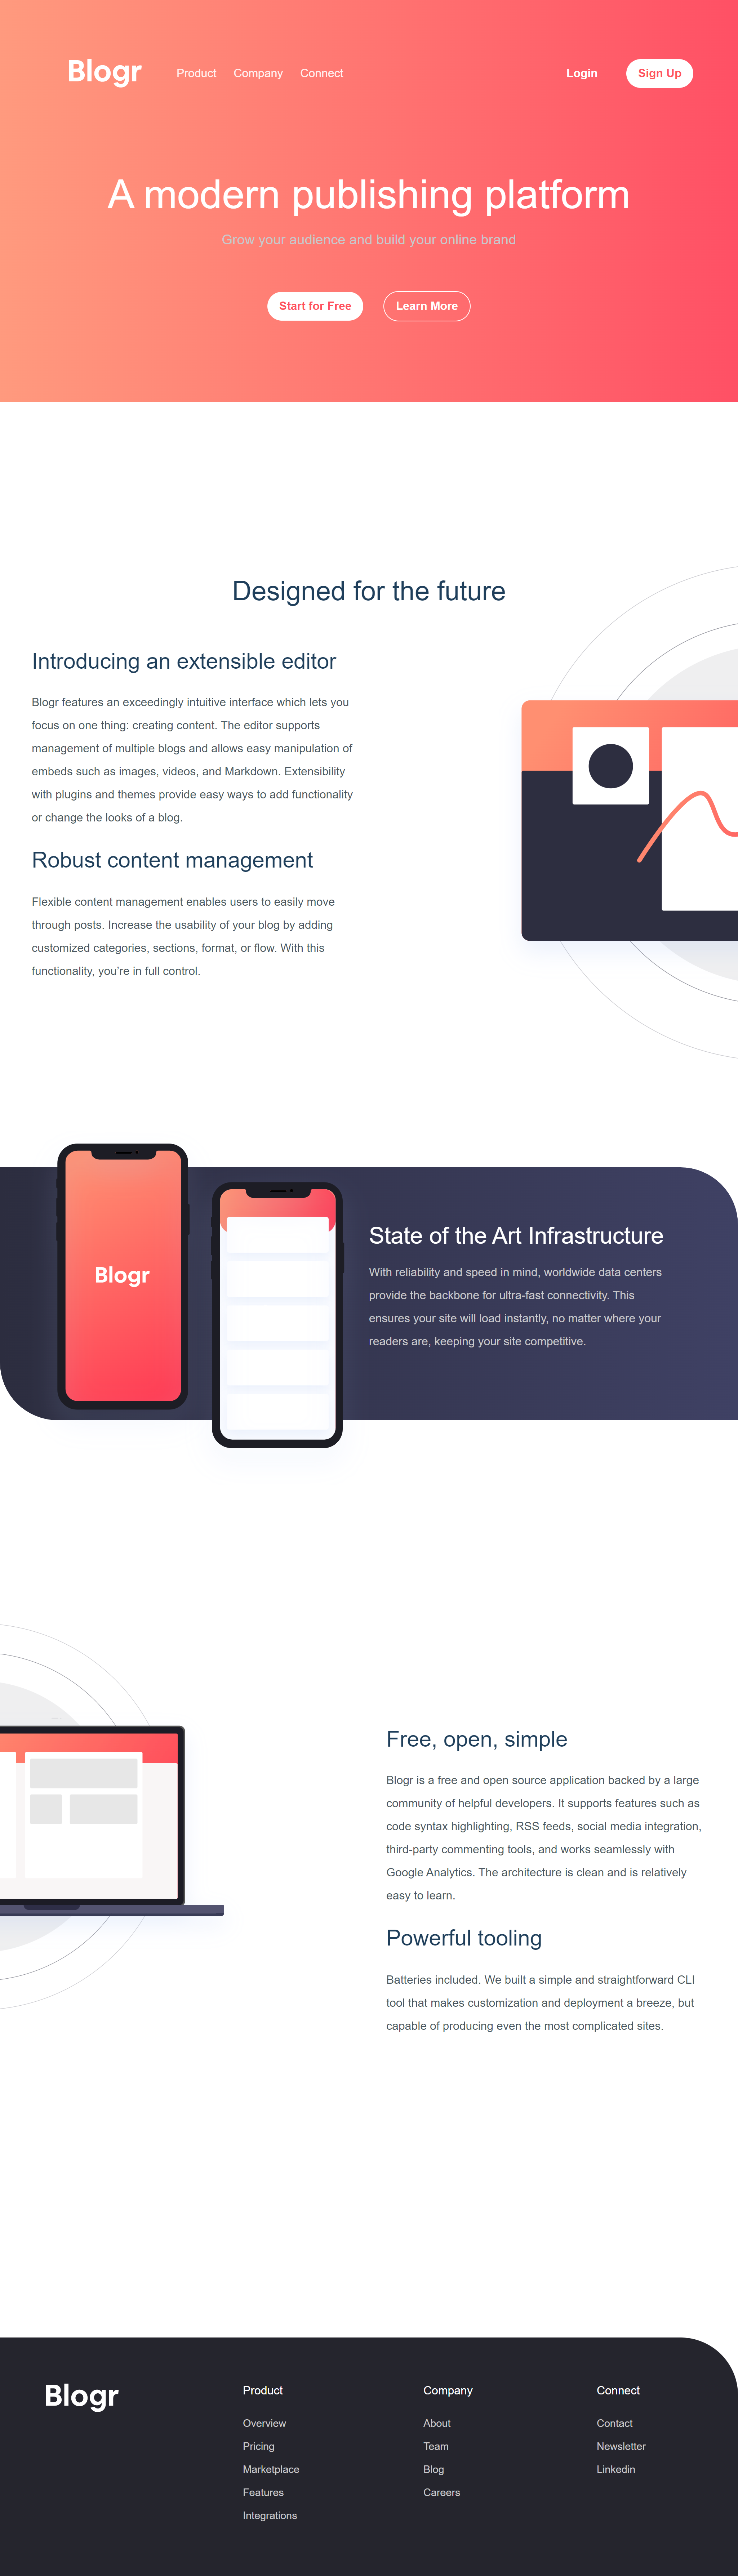 Blogr
Product
Company
Connect
Login
Sign Up
A modern publishing platform
Grow your audience and build your online brand
Start for Free
Learn More
Designed for the future
Introducing an extensible editor
Blogr features an exceedingly intuitive interface which lets you
focus on one thing: creating content. The editor supports
management of multiple blogs and allows easy manipulation of
embeds such as images, videos, and Markdown. Extensibility
with plugins and themes provide easy ways to add functionality
or change the looks of a blog.
Robust content management
Flexible content management enables users to easily move
through posts. Increase the usability of your blog by adding
customized categories, sections, format, or flow. With this
functionality, you're in full control.
Blogr
State of the Art Infrastructure
With reliability and speed in mind, worldwide data centers
provide the backbone for ultra-fast connectivity. This
ensures your site will load instantly, no matter where your
readers are, keeping your site competitive.
Free, open, simple
Blogr is a free and open source application backed by a large
community of helpful developers. It supports features such as
code syntax highlighting, RSS feeds, social media integration,
third-party commenting tools, and works seamlessly with
Google Analytics. The architecture is clean and is relatively
easy to learn.
Powerful tooling
Batteries included. We built a simple and straightforward CLI
tool that makes customization and deployment a breeze, but
capable of producing even the most complicated sites.
Blogr
Product
Overview
Pricing
Marketplace
Features
Integrations
Company
About
Team
Blog
Careers
Connect
Contact
Newsletter
Linkedin